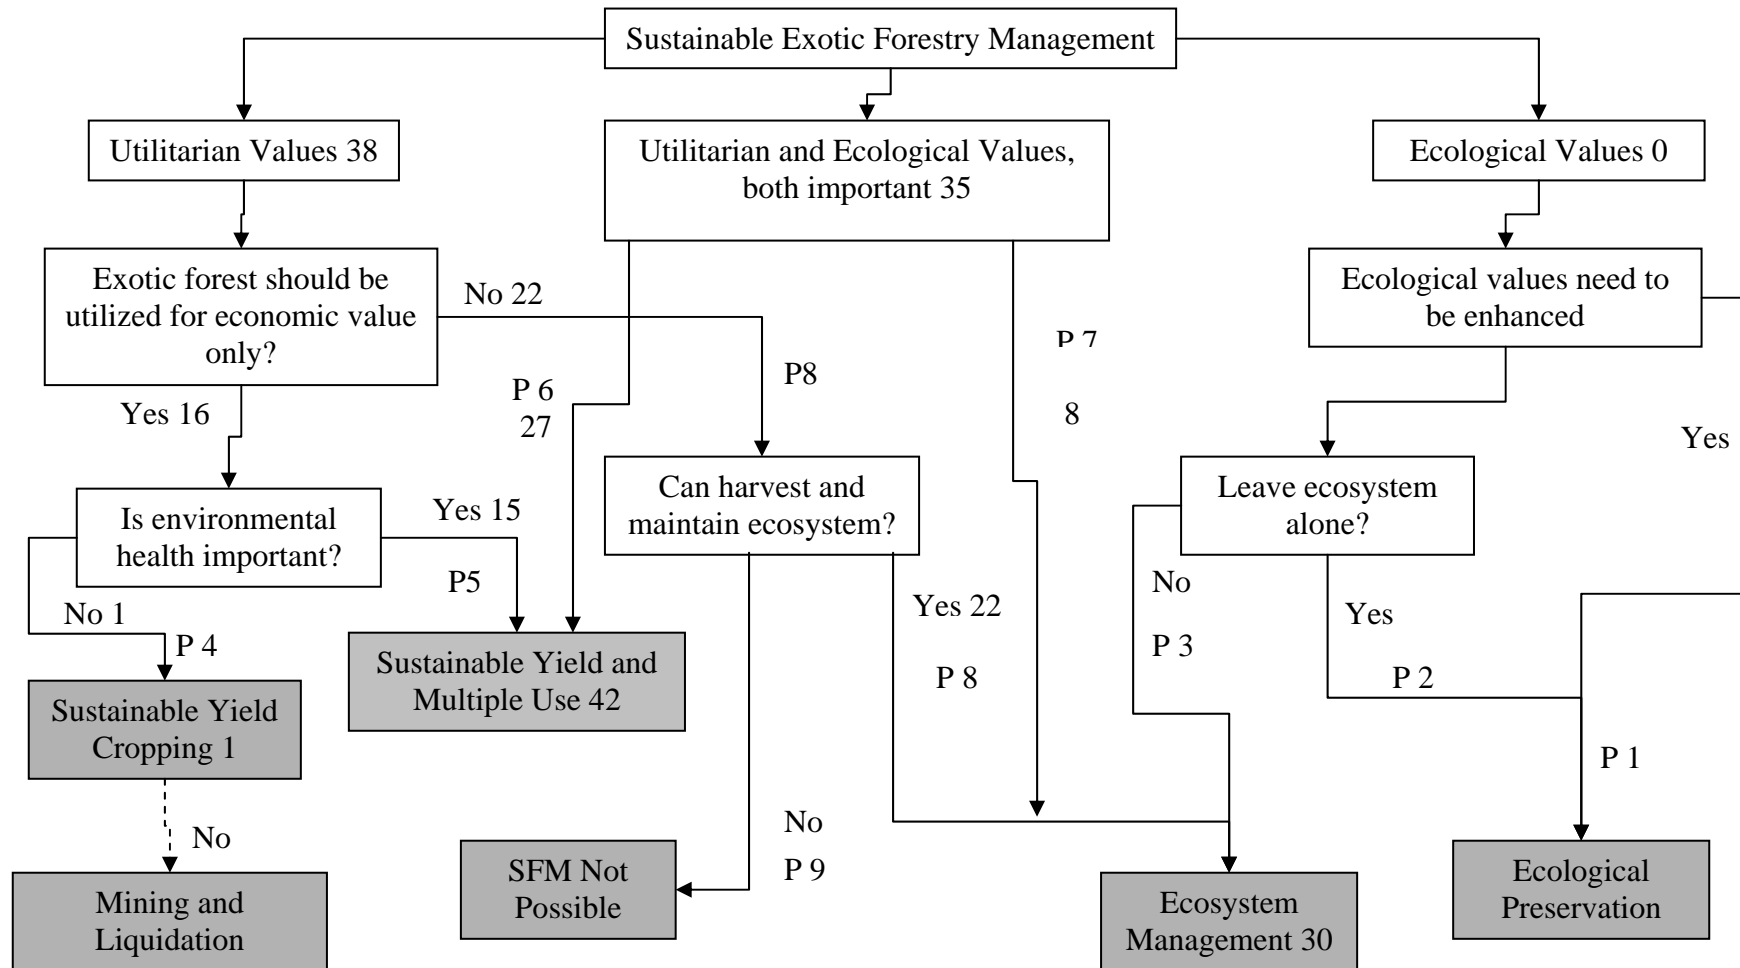 Sustainable Exotic Forestry Management
Utilitarian Values 38
Utilitarian and Ecological Values,
both important 35
Ecological Values 0
Exotic forest should be
utilized for economic value
only?
No 22
P8
P 6
27
P 7
8
Ecological values need to
be enhanced
Yes
Yes 16
Is environmental
health important?
Yes 15
P5
Can harvest and
maintain ecosystem?
Leave ecosystem
alone?
No 1
P 4
Yes 22
P 8
No
P 3
Yes
P 2
P 1
Sustainable Yield
Cropping 1
Sustainable Yield and
Multiple Use 42
No
No
P 9
Mining and
Liquidation
SFM Not
Possible
Ecosystem
Management 30
Ecological
Preservation